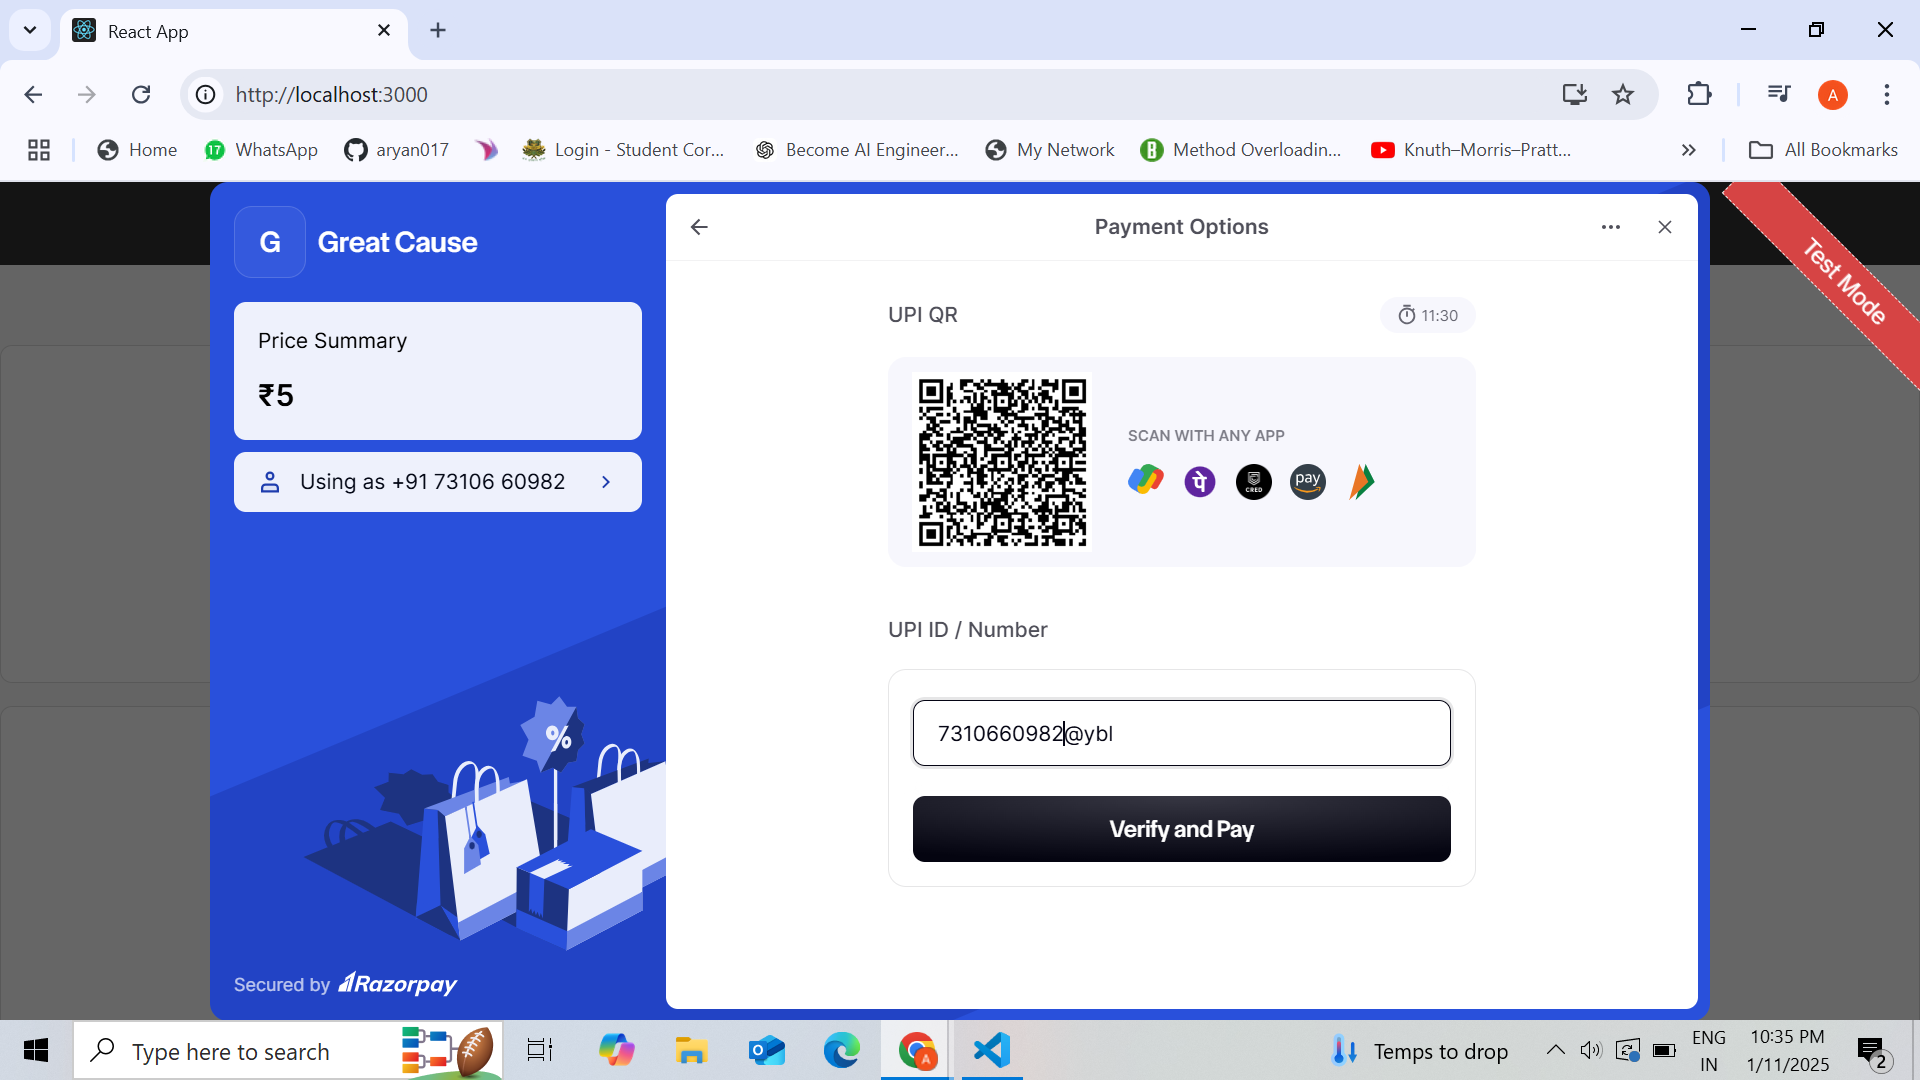 React App
http://localhost:3000
A
Home
17
WhatsApp
aryan017
Login - Student Cor...
Become AI Engineer...
My Network
B
Method Overloadin...
Knuth–Morris–Pratt...
All Bookmarks
G
Great Cause
Payment Options
Test Mode
Price Summary
₹5
Using as +91 73106 60982
UPI QR
11:30
SCAN WITH ANY APP
पे
CRED
pay
UPI ID / Number
7310660982@ybl
Verify and Pay
%
Secured by Razorpay
Type here to search
A
Temps to drop
ENG
IN
10:35 PM
1/11/2025
2